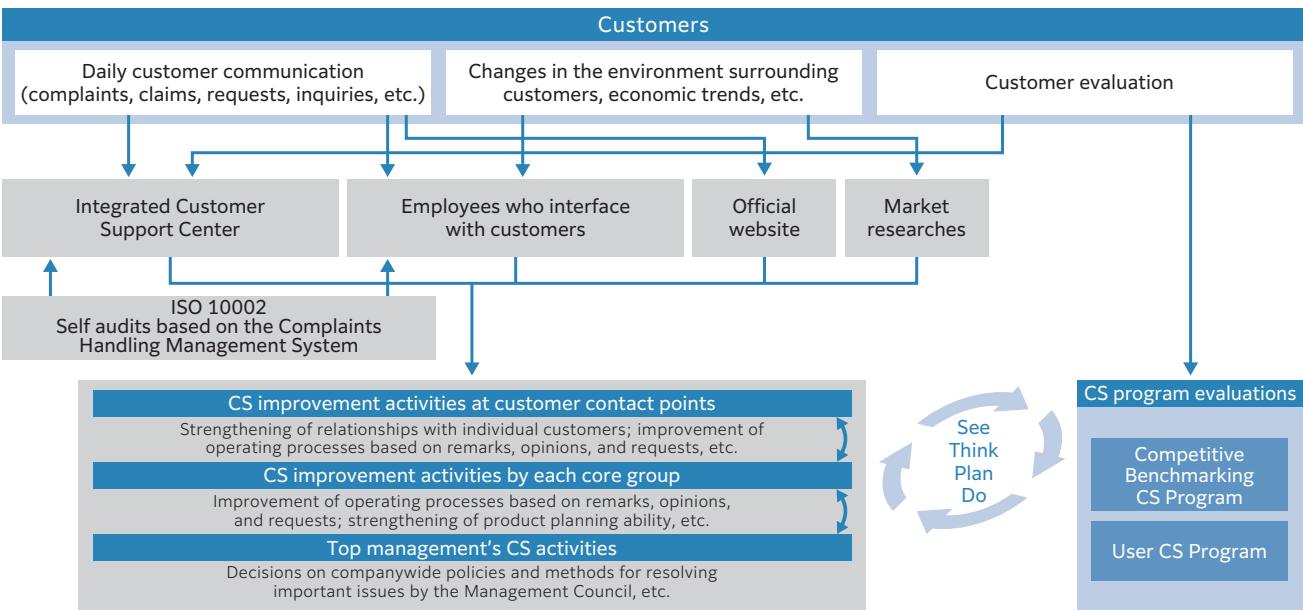 Customers
Daily customer communication
(complaints, claims, requests, inquiries, etc.)
Changes in the environment surrounding
customers, economic trends, etc.
Customer evaluation
Integrated Customer
Support Center
Employees who interface
with customers
Official
website
Market
researches
ISO 10002
Self audits based on the Complaints
Handling Management System
CS improvement activities at customer contact points
Strengthening of relationships with individual customers; improvement of
operating processes based on remarks, opinions, and requests, etc.
CS improvement activities by each core group
Improvement of operating processes based on remarks, opinions,
and requests; strengthening of product planning ability, etc.
Top management's CS activities
Decisions on companywide policies and methods for resolving
important issues by the Management Council, etc.
See
Think
Plan
Do
CS program evaluations
Competitive
Benchmarking
CS Program
User CS Program